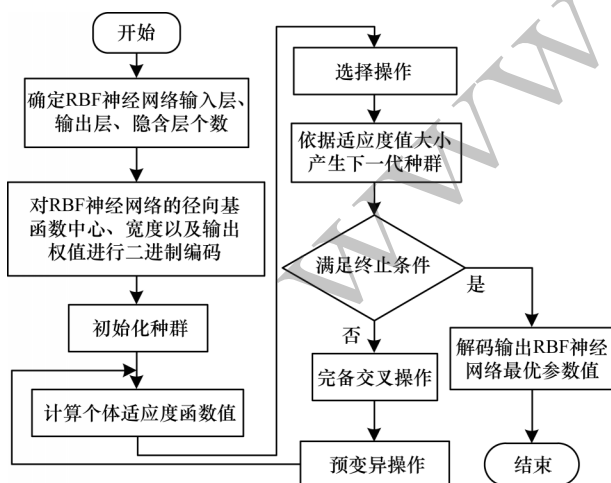 开始
确定RBF神经网络输入层、
输出层、隐含层个数
对RBF神经网络的径向基
函数中心、宽度以及输出
权值进行二进制编码
初始化种群
计算个体适应度函数值
选择操作
依据适应度值大小
产生下一代种群
满足终止条件
是
否
完备交叉操作
预变异操作
解码输出RBF神经
网络最优参数值
结束
WWW